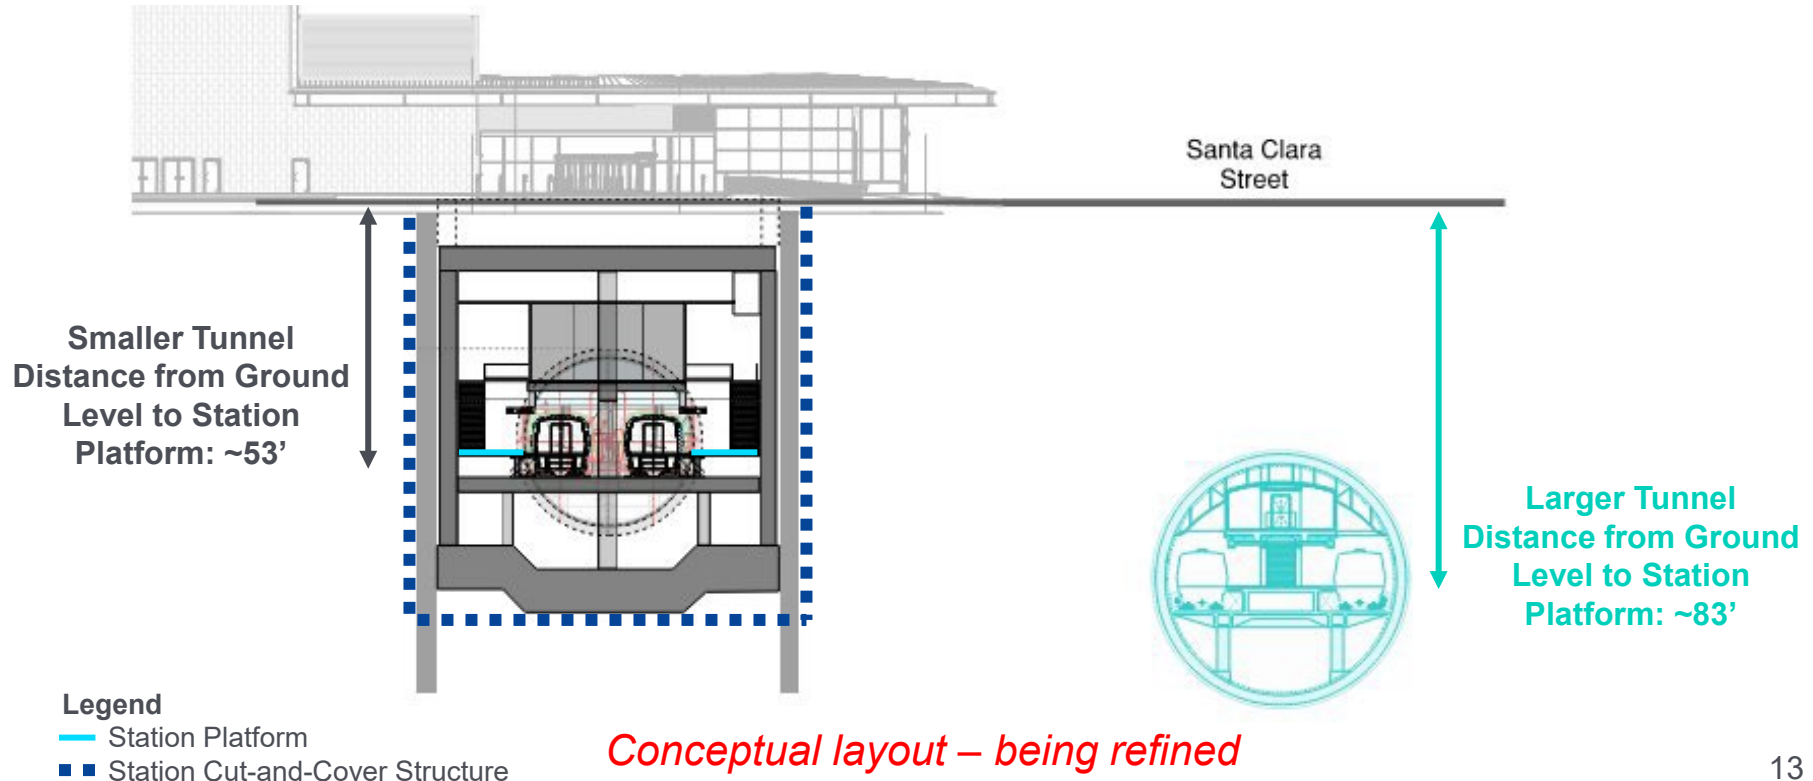 Santa Clara
Street
Smaller Tunnel
Distance from Ground
Level to Station
Platform: ~53’
Larger Tunnel
Distance from Ground
Level to Station
Platform: ~83’
Legend
Station Platform
Station Cut-and-Cover Structure
Conceptual layout – being refined
13